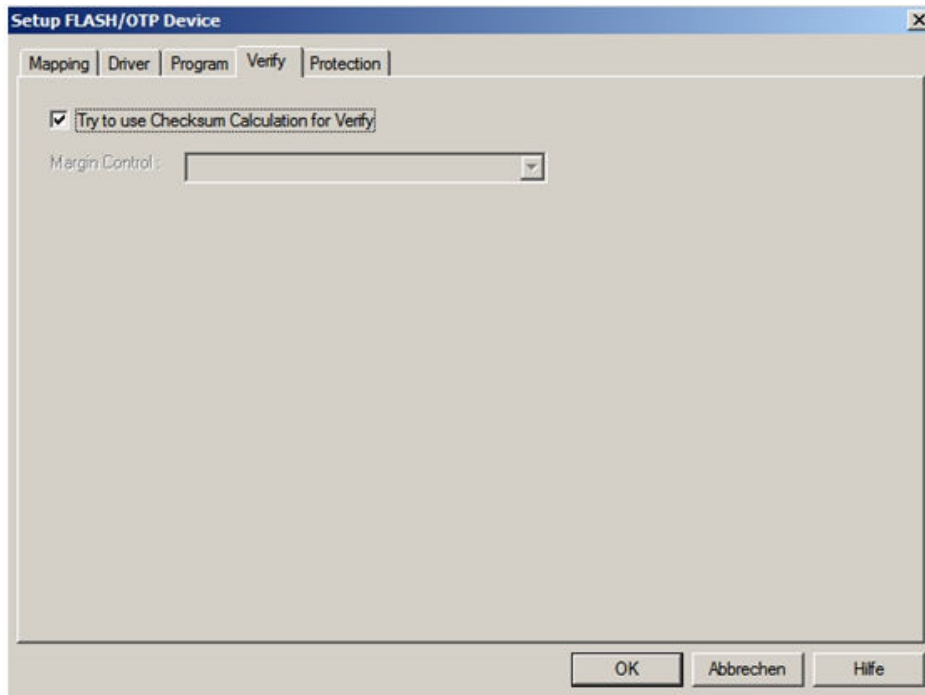 Setup FLASH/OTP Device
Mapping Driver Program Verify Protection
Try to use Checksum Calculation for Verify
Margin Control :
OK Abbrechen Hilfe